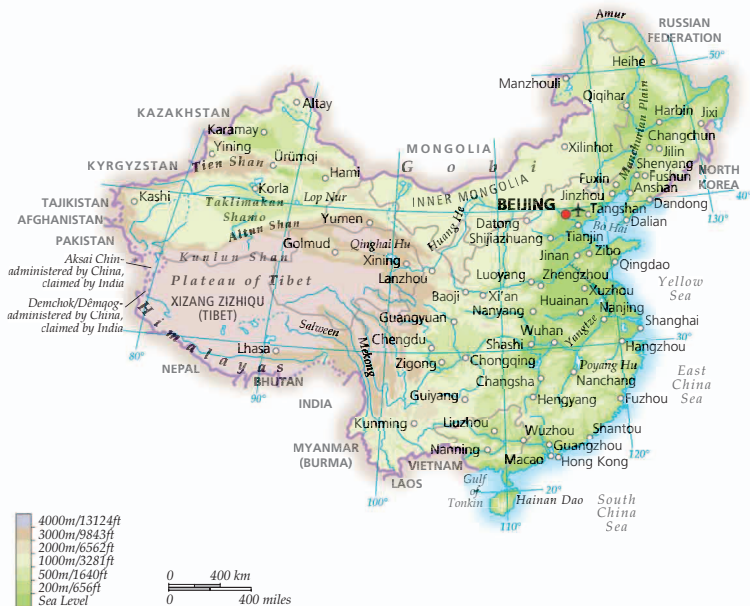 Amur
RUSSIAN
FEDERATION
50°
Heihe
Manzhouli
Qiqihar
Manchurian Plain
Altay
KAZAKHSTAN
Harbin
Jixi
Karamay
Changchun
Yining
MONGOLIA
Xilinhot
Jilin
KYRGYZSTAN
Tien Shan
Ürümqi
Gobi
Shenyang
Hami
Fuxin
Fushun
NORTH
KOREA
INNER MONGOLIA
Jinzhou
Anshan
Kashi
Korla
Lop Nur
BEIJING
40°
TAJIKISTAN
Taklimakan
Shamo
Tangshan
Dandong
AFGHANISTAN
Yumen
Huang He
Datong
Bo Hai
Dalian
130°
Altun Shan
Shijiazhuang
Tianjin
PAKISTAN
Golmud
Qinghai Hu
Jinan
Zibo
Aksai Chin-
administered by China,
claimed by India
Kunlun Shan
Xining
Qingdao
Lanzhou
Luoyang
Zhengzhou
Plateau of Tibet
Yellow
Sea
Baoji
Xi'an
Xuzhou
Demchok/Dêmqog-
administered by China,
claimed by India
XIZANG ZIZHIQU
(TIBET)
Huainan
Guangyuan
Nanyang
Nanjing
Himalayas
Salween
Mekong
Wuhan
Yangtze
Shanghai
Chengdu
Shashi
30°
80°
Lhasa
Hangzhou
Zigong
Chongqing
NEPAL
Poyang Hu
East
China
Sea
BHUTAN
Changsha
Nanchang
90°
Guiyang
Hengyang
Fuzhou
INDIA
Kunming
Liuzhou
Wuzhou
Shantou
MYANMAR
(BURMA)
Nanning
Guangzhou
120°
VIETNAM
Macao
Hong Kong
LAOS
Gulf
of
Tonkin
20°
100°
Hainan Dao
South
China
Sea
110°
4000m/13124ft
3000m/9843ft
2000m/6562ft
1000m/3281ft
500m/1640ft
200m/656ft
Sea Level
0 400 km
0 400 miles